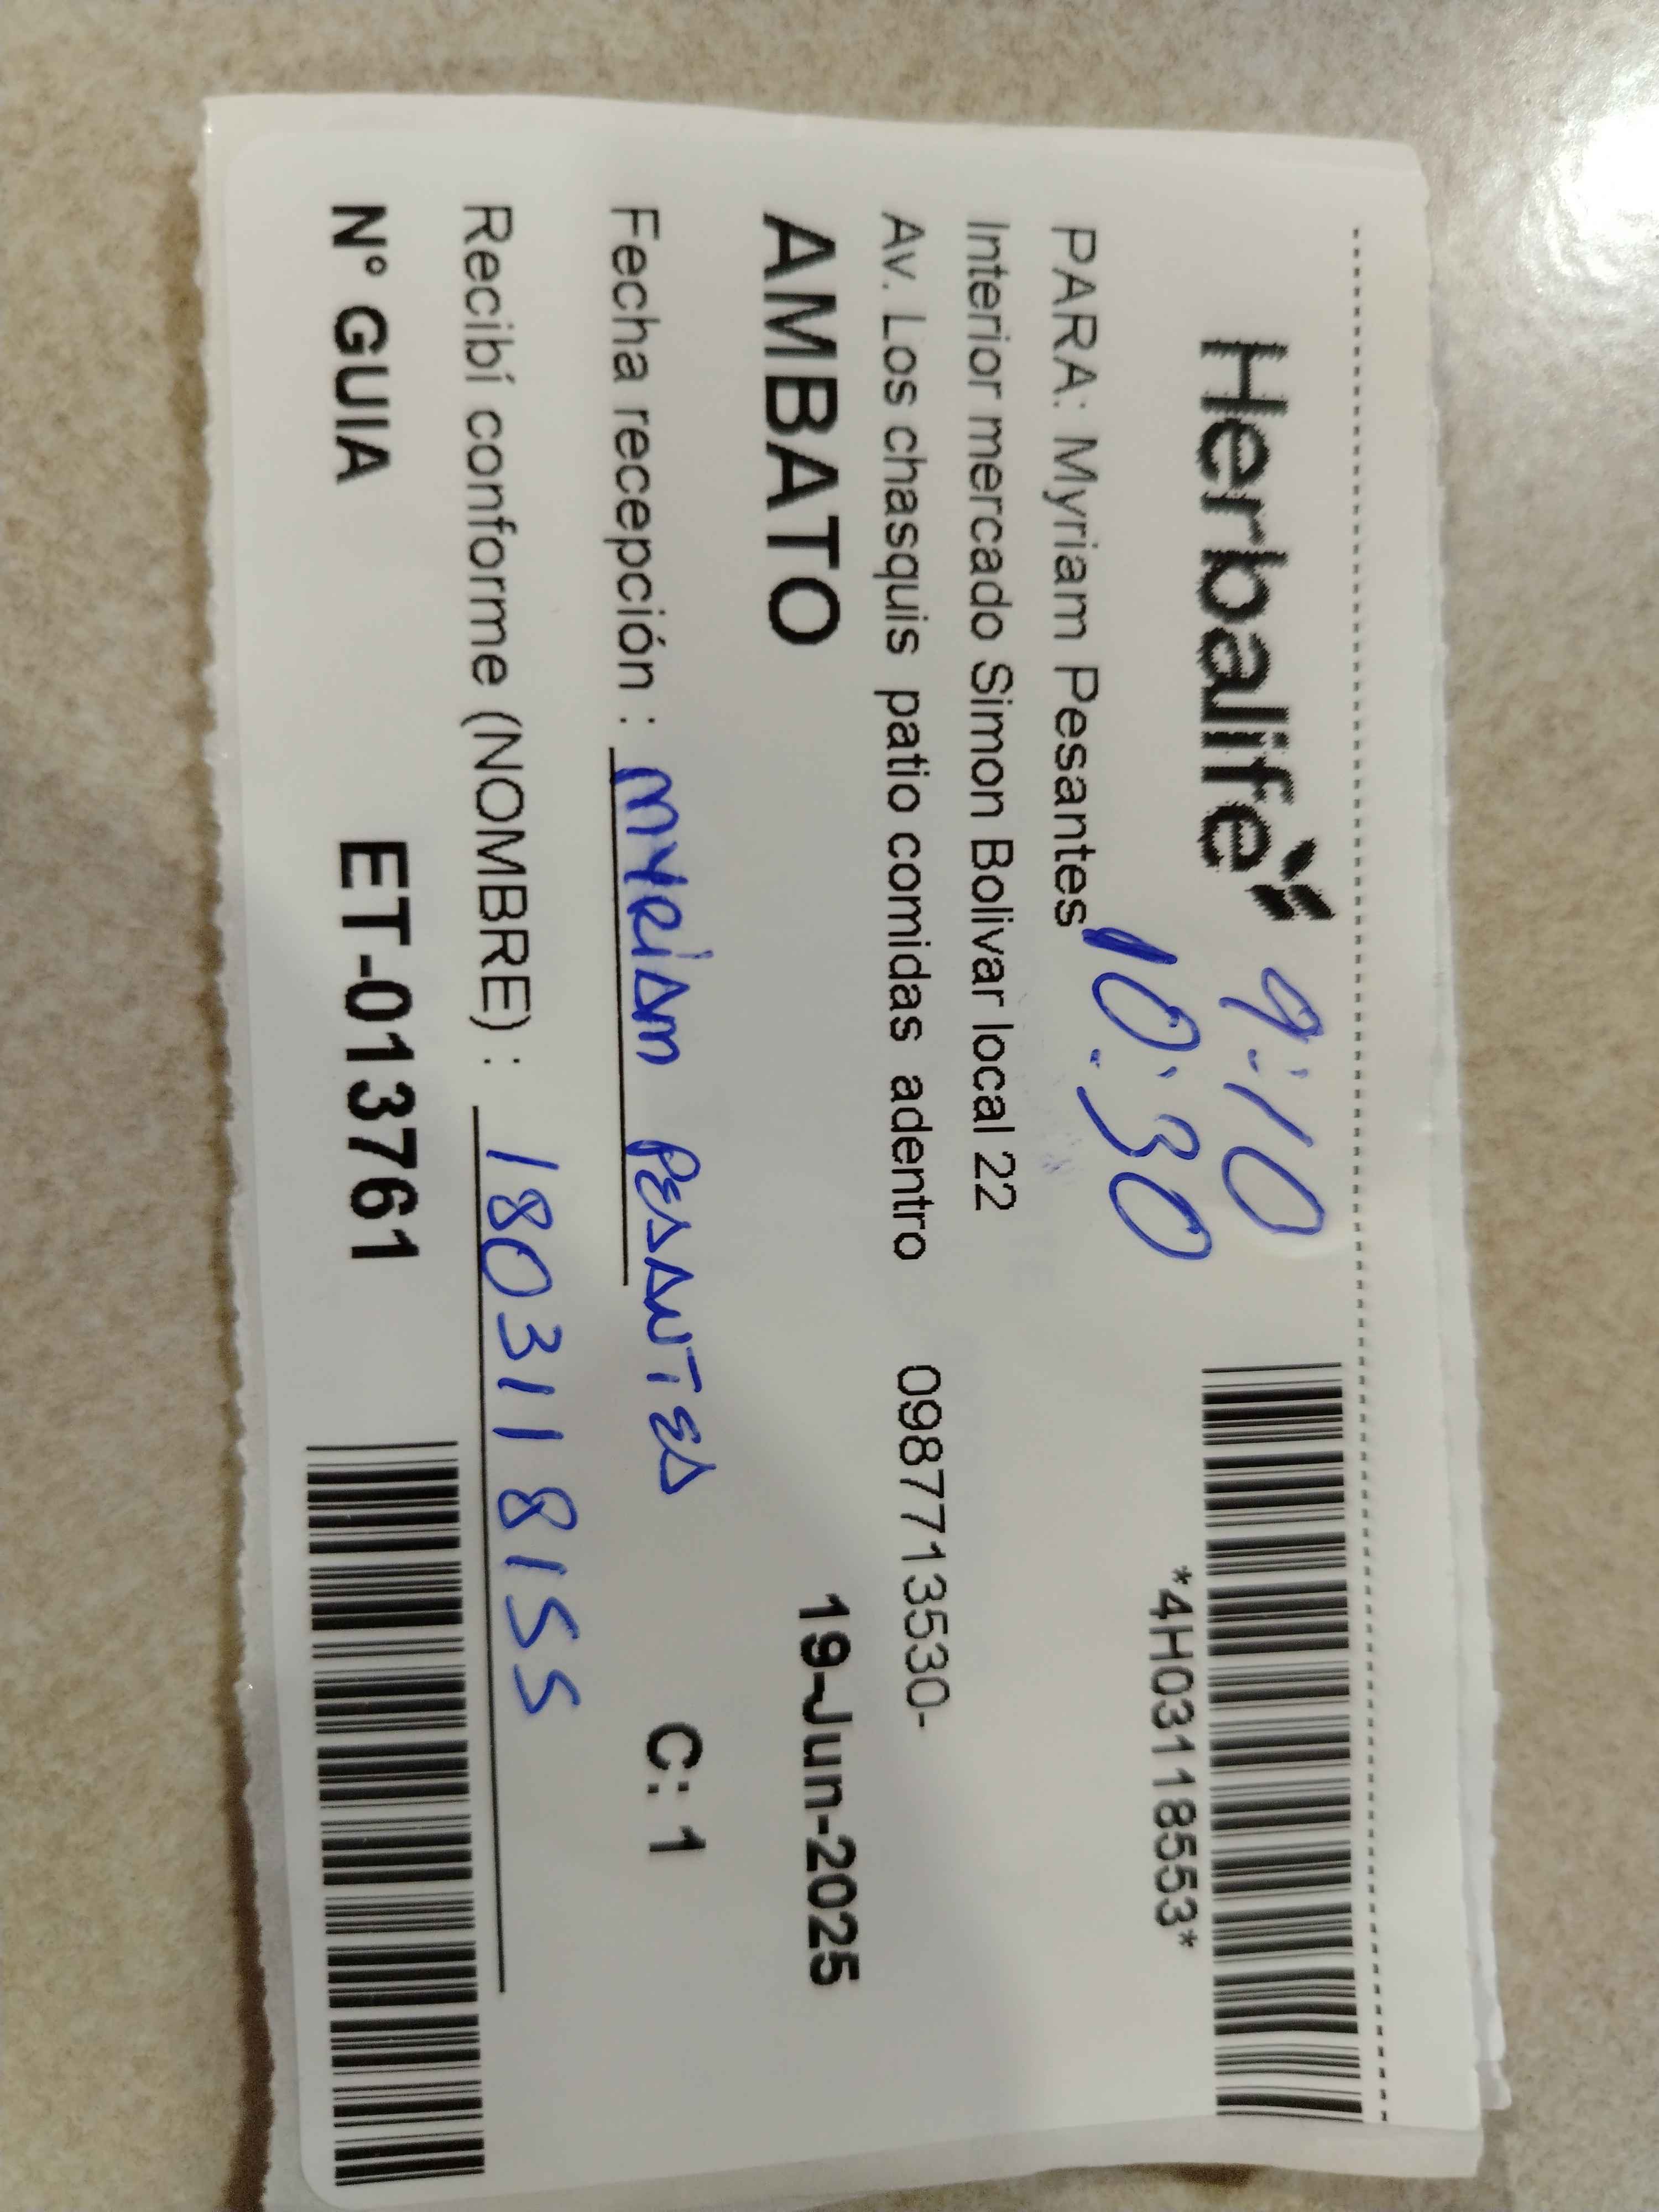 Herbalife 9:10
*4H03118553*
PARA: Myriam Pesantes 10:30
Interior mercado Simon Bolivar local 22
Av. Los chasquis patio comidas adentro 0987713530-
AMBATO 19-Jun-2025
Fecha recepción : MYRIAM PESANTES C: 1
Recibí conforme (NOMBRE) : 1803118155
Nº GUIA ET-013761